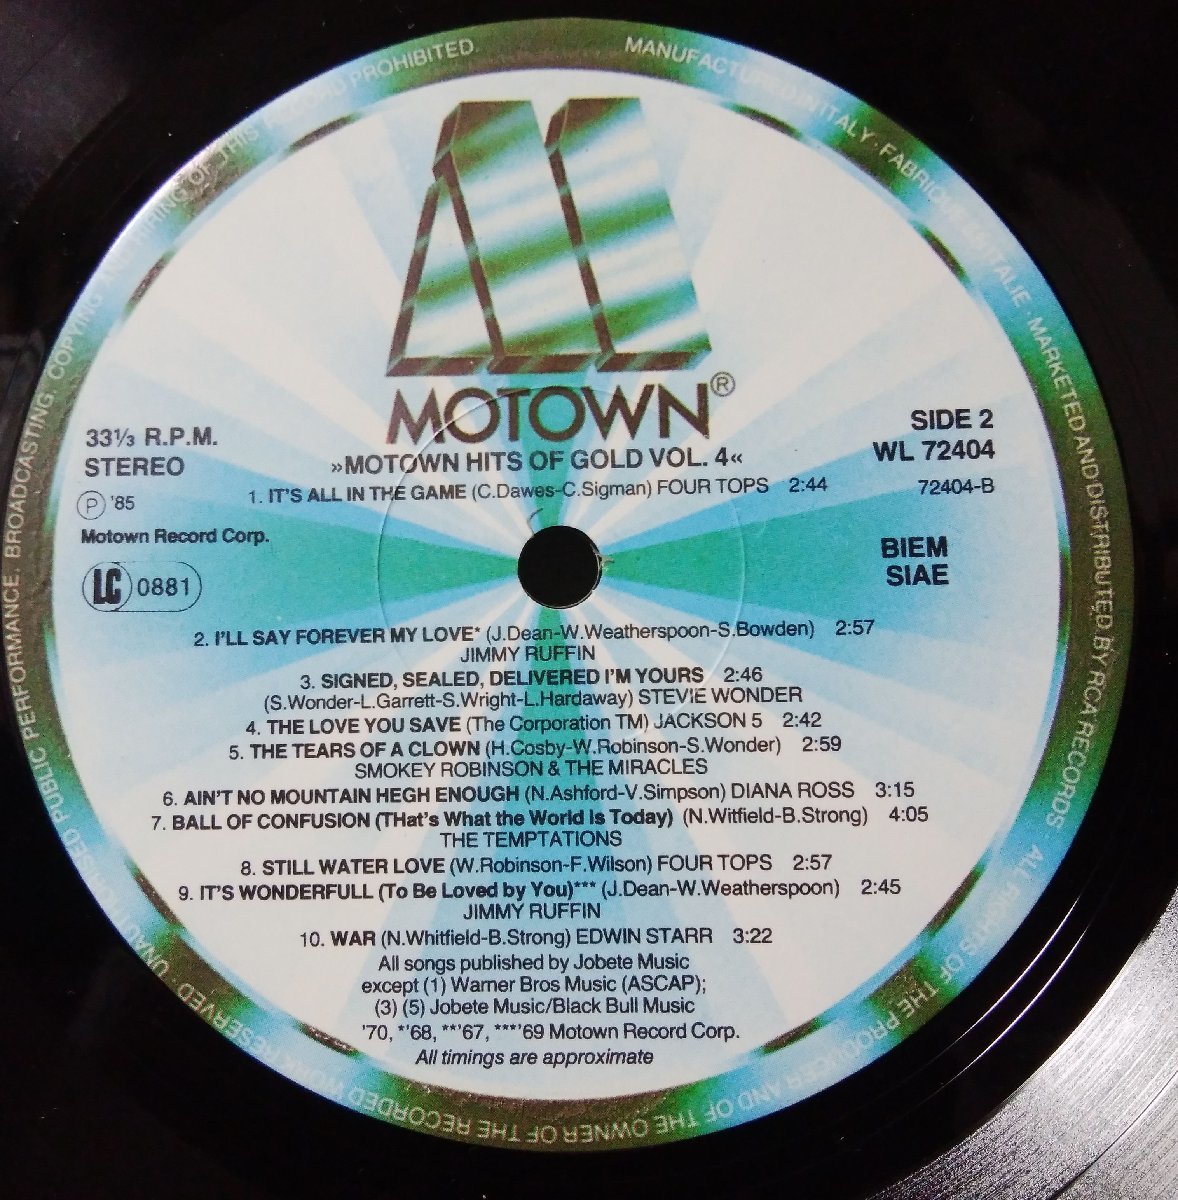 MOTOWN®
»MOTOWN HITS OF GOLD VOL. 4«
33⅓ R.P.M.
STEREO
Ⓟ '85
Motown Record Corp.
LC 0881
SIDE 2
WL 72404
72404-B
BIEM
SIAE
1. IT'S ALL IN THE GAME (C.Dawes-C.Sigman) FOUR TOPS 2:44
2. I'LL SAY FOREVER MY LOVE* (J.Dean-W.Weatherspoon-S.Bowden) 2:57
JIMMY RUFFIN
3. SIGNED, SEALED, DELIVERED I'M YOURS 2:46
(S.Wonder-L.Garrett-S.Wright-L.Hardaway) STEVIE WONDER
4. THE LOVE YOU SAVE (The Corporation TM) JACKSON 5 2:42
5. THE TEARS OF A CLOWN (H.Cosby-W.Robinson-S.Wonder) 2:59
SMOKEY ROBINSON & THE MIRACLES
6. AIN'T NO MOUNTAIN HEGH ENOUGH (N.Ashford-V.Simpson) DIANA ROSS 3:15
7. BALL OF CONFUSION (THat's What the World Is Today) (N.Witfield-B.Strong) 4:05
THE TEMPTATIONS
8. STILL WATER LOVE (W.Robinson-F.Wilson) FOUR TOPS 2:57
9. IT'S WONDERFULL (To Be Loved by You)*** (J.Dean-W.Weatherspoon) 2:45
JIMMY RUFFIN
10. WAR (N.Whitfield-B.Strong) EDWIN STARR 3:22
All songs published by Jobete Music
except (1) Warner Bros Music (ASCAP);
(3) (5) Jobete Music/Black Bull Music
'70, *'68, **'67, ***'69 Motown Record Corp.
All timings are approximate
MANUFACTURED IN ITALY · FABRIQUE EN ITALIE · MARKETED AND DISTRIBUTED BY RCA RECORDS · ALL RIGHTS OF THE PRODUCER AND OF THE OWNER OF THE RECORDED WORK RESERVED · UNAUTHORISED PUBLIC PERFORMANCE, BROADCASTING, COPYING AND HIRING OF THIS RECORD PROHIBITED.